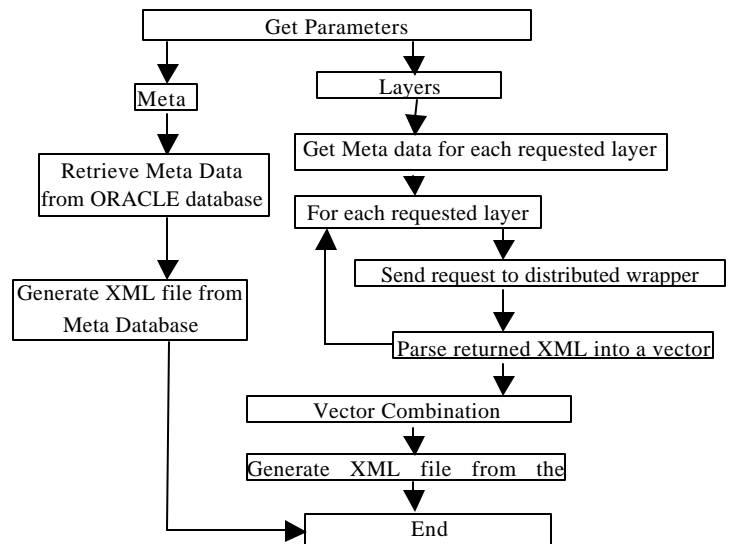 Get Parameters
Meta
Layers
Retrieve Meta Data
from ORACLE database
Get Meta data for each requested layer
For each requested layer
Send request to distributed wrapper
Generate XML file from
Meta Database
Parse returned XML into a vector
Vector Combination
Generate XML file from the
End